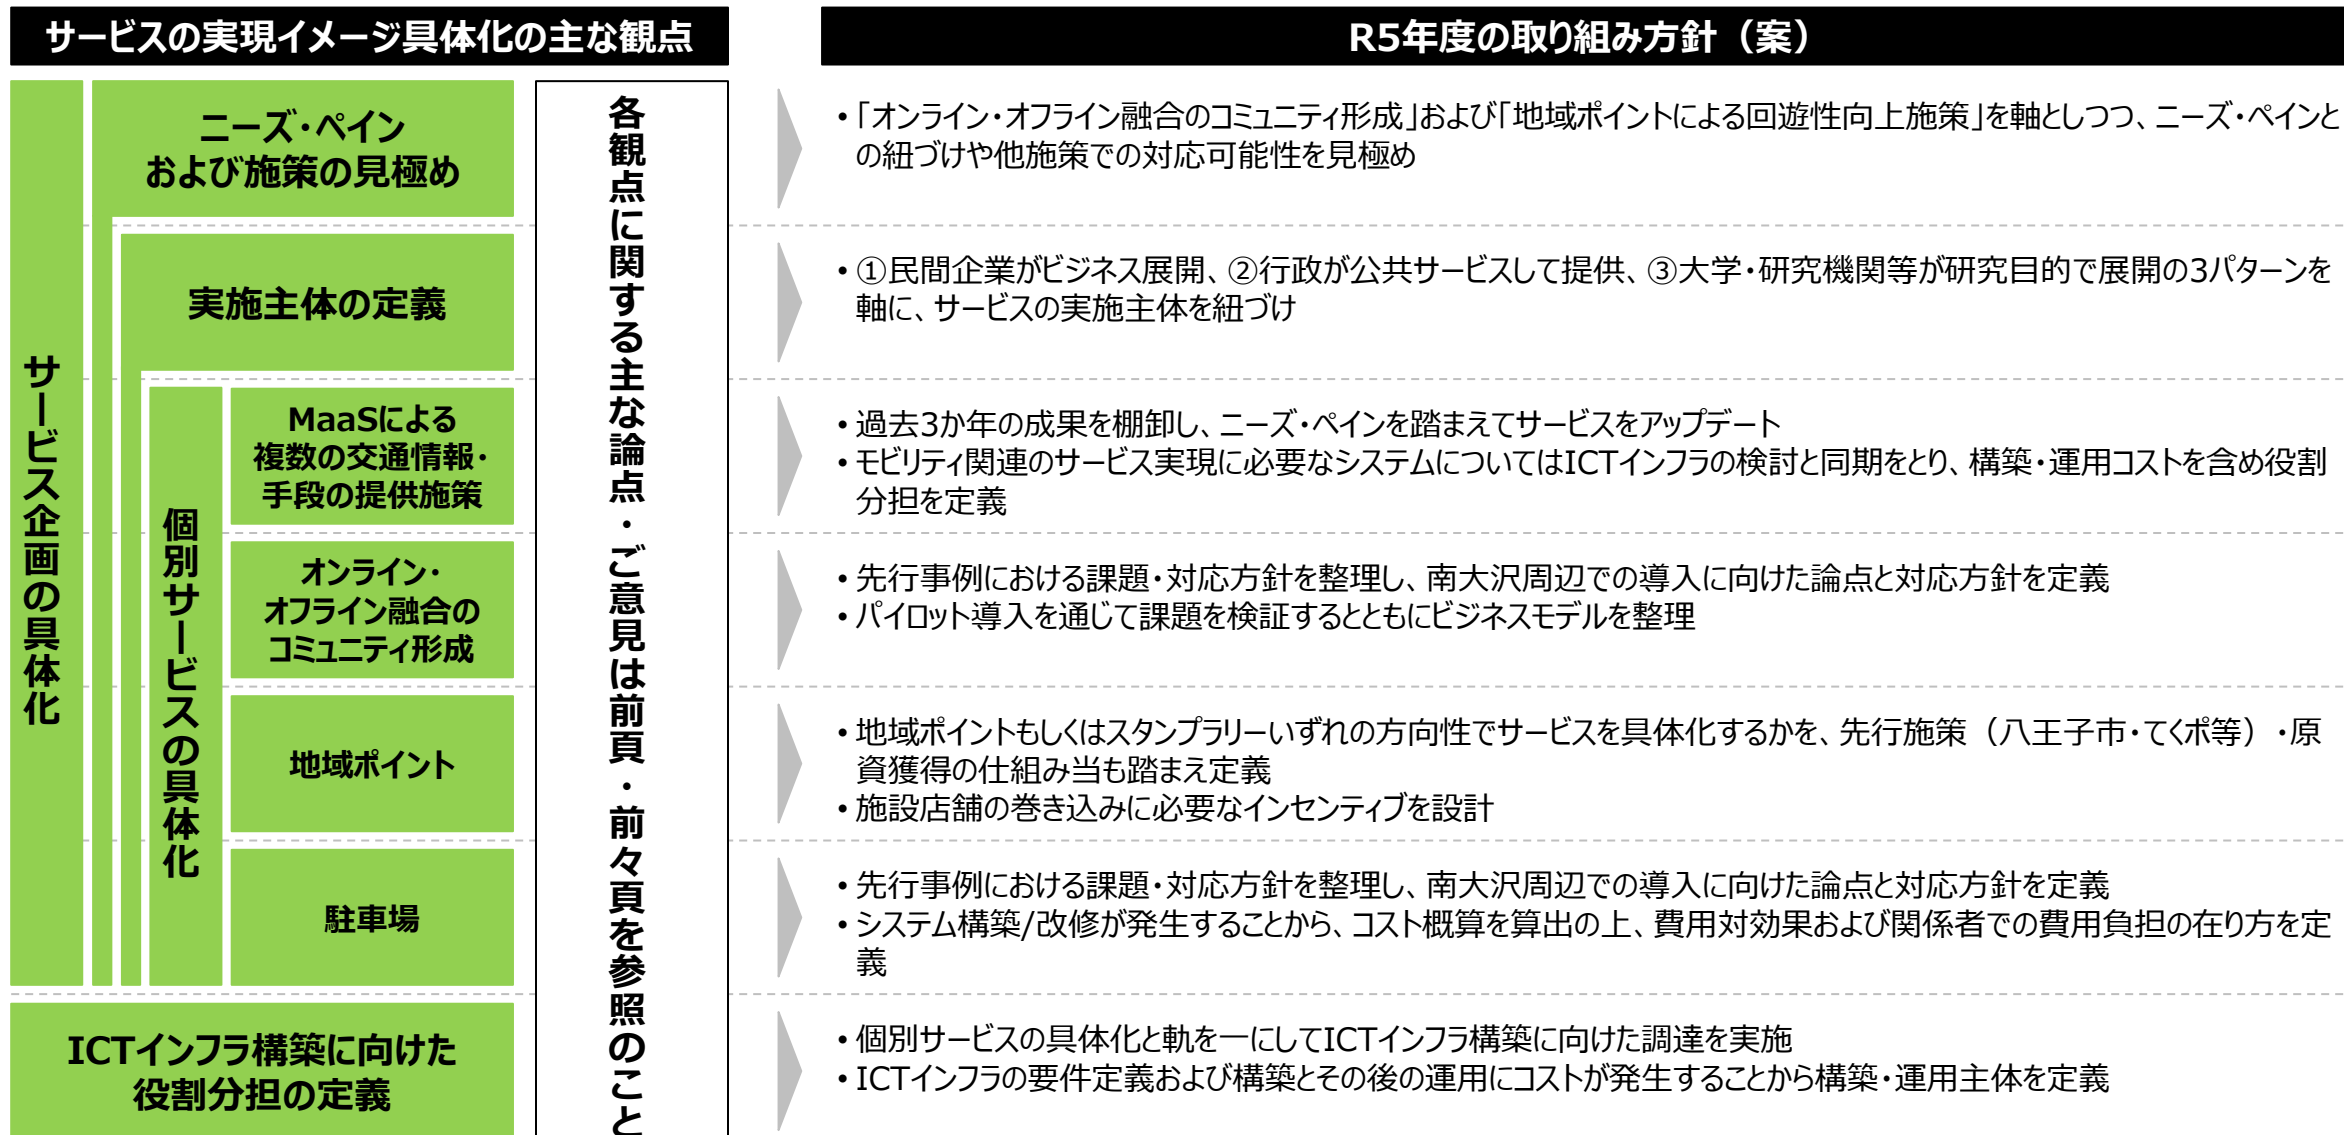 サービスの実現イメージ具体化の主な観点
R5年度の取り組み方針（案）
サービス企画の具体化
ニーズ・ペイン
および施策の見極め
各観点に関する主な論点・ご意見は前頁・前々頁を参照のこと
•「オンライン・オフライン融合のコミュニティ形成」および「地域ポイントによる回遊性向上施策」を軸としつつ、ニーズ・ペインと
の紐づけや他施策での対応可能性を見極め
実施主体の定義
• ①民間企業がビジネス展開、②行政が公共サービスして提供、③大学・研究機関等が研究目的で展開の3パターンを
軸に、サービスの実施主体を紐づけ
個別サービスの具体化
MaaSによる
複数の交通情報・
手段の提供施策
• 過去3か年の成果を棚卸し、ニーズ・ペインを踏まえてサービスをアップデート
• モビリティ関連のサービス実現に必要なシステムについてはICTインフラの検討と同期をとり、構築・運用コストを含め役割
分担を定義
オンライン・
オフライン融合の
コミュニティ形成
• 先行事例における課題・対応方針を整理し、南大沢周辺での導入に向けた論点と対応方針を定義
• パイロット導入を通じて課題を検証するとともにビジネスモデルを整理
地域ポイント
• 地域ポイントもしくはスタンプラリーいずれの方向性でサービスを具体化するかを、先行施策（八王子市・てくポ等）・原
資獲得の仕組み当も踏まえ定義
• 施設店舗の巻き込みに必要なインセンティブを設計
駐車場
• 先行事例における課題・対応方針を整理し、南大沢周辺での導入に向けた論点と対応方針を定義
• システム構築/改修が発生することから、コスト概算を算出の上、費用対効果および関係者での費用負担の在り方を定
義
ICTインフラ構築に向けた
役割分担の定義
• 個別サービスの具体化と軌を一にしてICTインフラ構築に向けた調達を実施
• ICTインフラの要件定義および構築とその後の運用にコストが発生することから構築・運用主体を定義